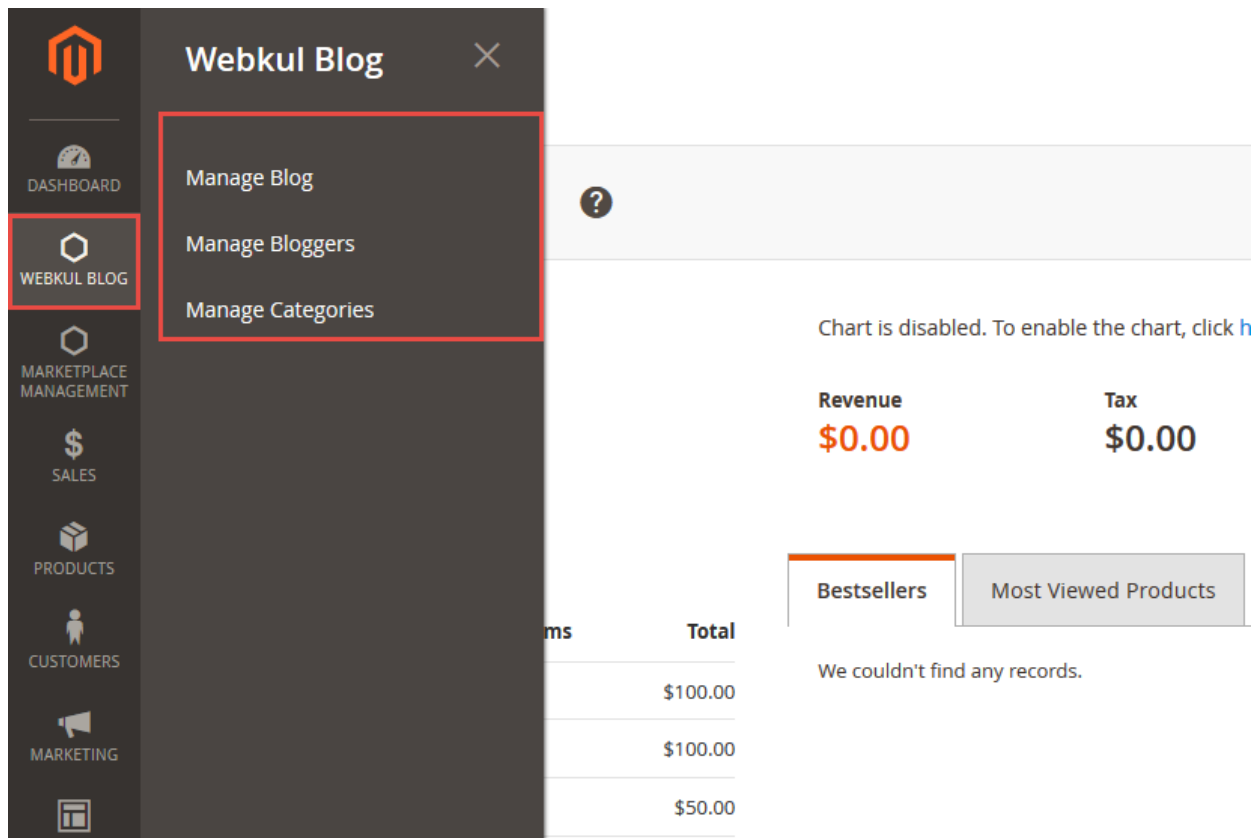 DASHBOARD
WEBKUL BLOG
MARKETPLACE
MANAGEMENT
SALES
PRODUCTS
CUSTOMERS
MARKETING
Webkul Blog
Manage Blog
Manage Bloggers
Manage Categories
?
Chart is disabled. To enable the chart, click h
Revenue
Tax
$0.00
$0.00
Bestsellers
Most Viewed Products
We couldn't find any records.
ms
Total
$100.00
$100.00
$50.00